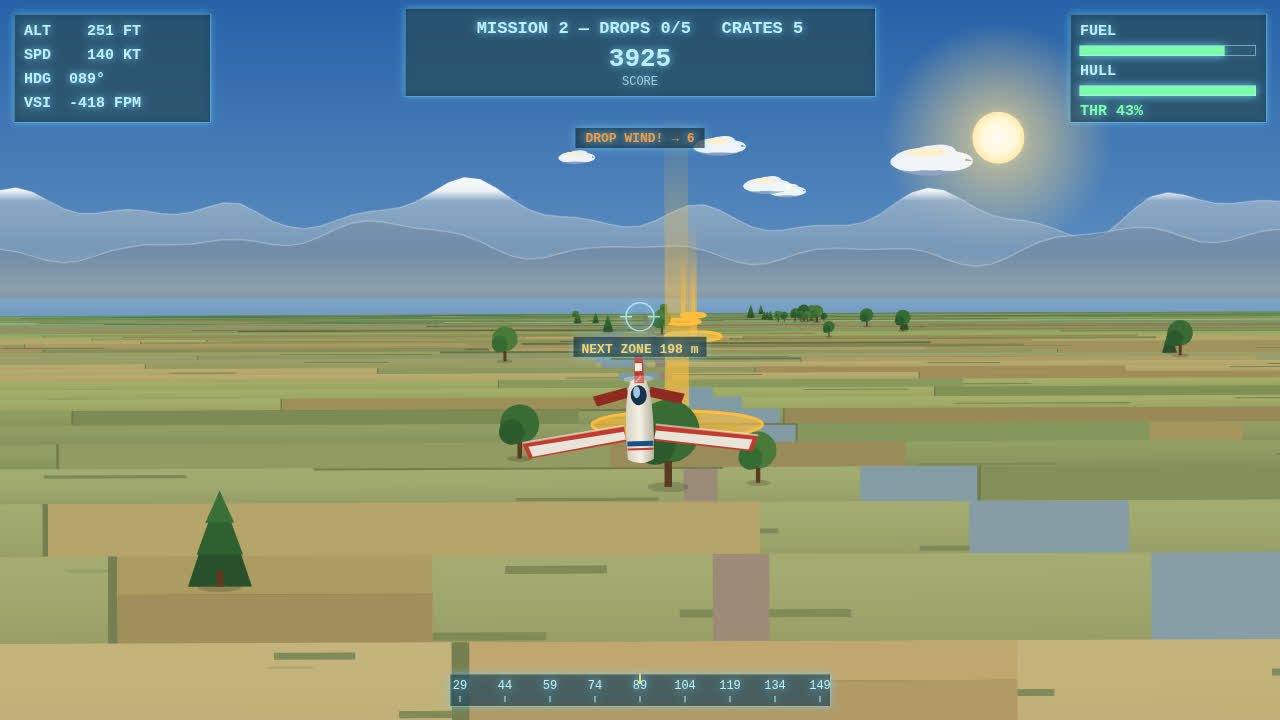 ALT 251 FT
SPD 140 KT
HDG 089°
VSI -418 FPM
MISSION 2 — DROPS 0/5 CRATES 5
3925
SCORE
FUEL
HULL
THR 43%
DROP WIND! → 6
NEXT ZONE 198 m
29 44 59 74 89 104 119 134 149